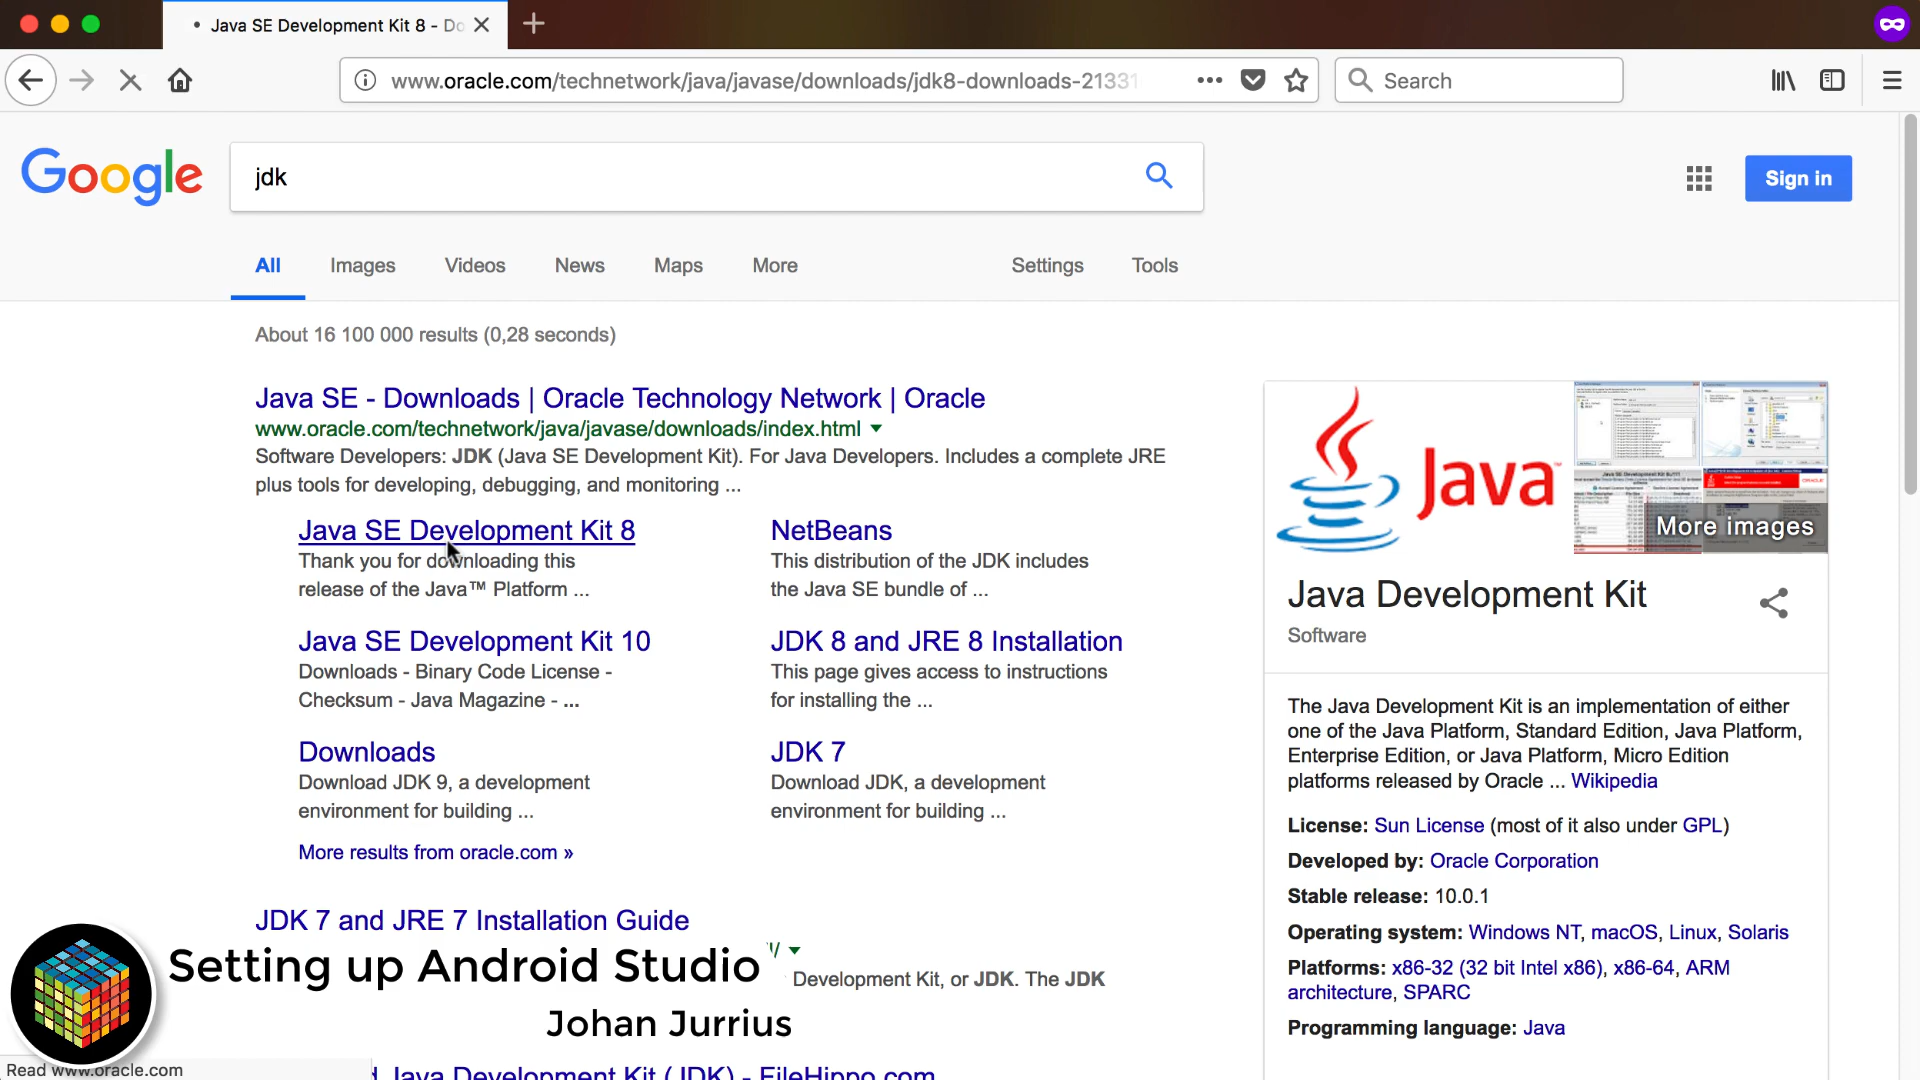 Java SE Development Kit 8 - Do
www.oracle.com/technetwork/java/javase/downloads/jdk8-downloads-21331
Search
Google
jdk
Sign in
All Images Videos News Maps More Settings Tools
About 16 100 000 results (0,28 seconds)
Java SE - Downloads | Oracle Technology Network | Oracle
www.oracle.com/technetwork/java/javase/downloads/index.html
Software Developers: JDK (Java SE Development Kit). For Java Developers. Includes a complete JRE
plus tools for developing, debugging, and monitoring ...
Java SE Development Kit 8
Thank you for downloading this
release of the Java™ Platform ...
NetBeans
This distribution of the JDK includes
the Java SE bundle of ...
Java SE Development Kit 10
Downloads - Binary Code License -
Checksum - Java Magazine - ...
JDK 8 and JRE 8 Installation
This page gives access to instructions
for installing the ...
Downloads
Download JDK 9, a development
environment for building ...
JDK 7
Download JDK, a development
environment for building ...
More results from oracle.com »
JDK 7 and JRE 7 Installation Guide
Development Kit, or JDK. The JDK
Java Development Kit (JDK) - FileHippo.com
Java™
More images
Java Development Kit
Software
The Java Development Kit is an implementation of either
one of the Java Platform, Standard Edition, Java Platform,
Enterprise Edition, or Java Platform, Micro Edition
platforms released by Oracle ... Wikipedia
License: Sun License (most of it also under GPL)
Developed by: Oracle Corporation
Stable release: 10.0.1
Operating system: Windows NT, macOS, Linux, Solaris
Platforms: x86-32 (32 bit Intel x86), x86-64, ARM
architecture, SPARC
Programming language: Java
Setting up Android Studio
Johan Jurrius
Read www.oracle.com